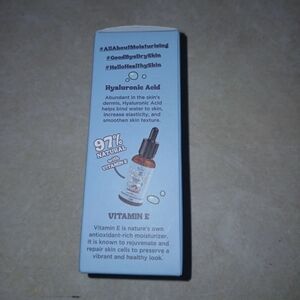 #AllAboutMoisturising
#GoodByeDrySkin
#HelloHealthySkin
Hyaluronic Acid
Abundant in the skin's
dermis, Hyaluronic Acid
helps bind water to skin,
increase elasticity, and
smoothen skin texture.
97%
NATURAL
with
VITAMIN E
VITAMIN E
Vitamin E is nature's own
antioxidant-rich moisturizer,
it is known to rejuvenate and
repair skin cells to preserve a
vibrant and healthy look.